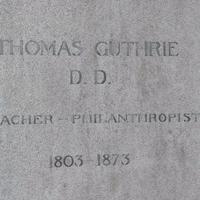 THOMAS GUTHRIE
D. D.
ACHER – PHILANTHROPIST
1803–1873